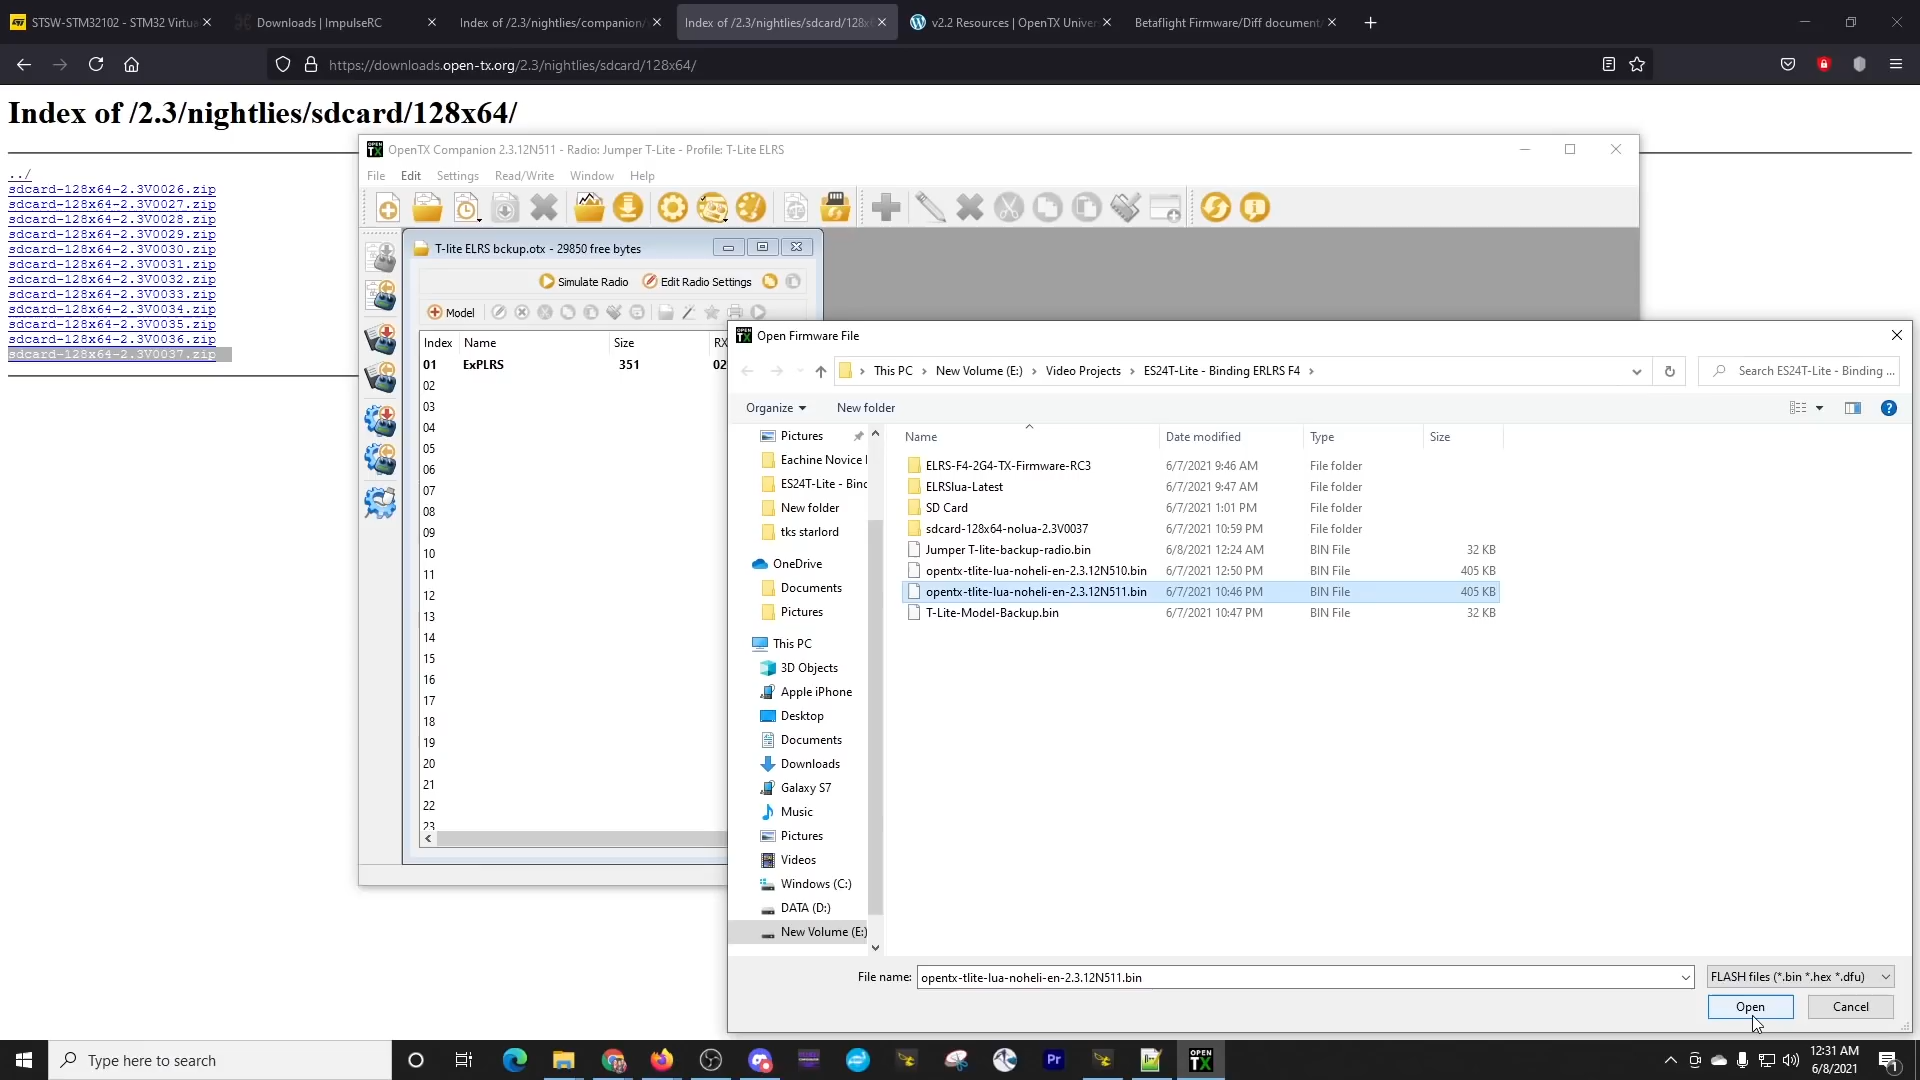 STSW-STM32102 - STM32 Virtua
Downloads | ImpulseRC
Index of /2.3/nightlies/companion/
Index of /2.3/nightlies/sdcard/128x6
v2.2 Resources | OpenTX Univer
Betaflight Firmware/Diff document
https://downloads.open-tx.org/2.3/nightlies/sdcard/128x64/
Index of /2.3/nightlies/sdcard/128x64/
../
sdcard-128x64-2.3V0026.zip
sdcard-128x64-2.3V0027.zip
sdcard-128x64-2.3V0028.zip
sdcard-128x64-2.3V0029.zip
sdcard-128x64-2.3V0030.zip
sdcard-128x64-2.3V0031.zip
sdcard-128x64-2.3V0032.zip
sdcard-128x64-2.3V0033.zip
sdcard-128x64-2.3V0034.zip
sdcard-128x64-2.3V0035.zip
sdcard-128x64-2.3V0036.zip
sdcard-128x64-2.3V0037.zip
OpenTX Companion 2.3.12N511 - Radio: Jumper T-Lite - Profile: T-Lite ELRS
File Edit Settings Read/Write Window Help
T-lite ELRS bckup.otx - 29850 free bytes
Simulate Radio Edit Radio Settings
Model
Index Name Size RX
01 ExPLRS 351 02
02
03
04
05
06
07
08
09
10
11
12
13
14
15
16
17
18
19
20
21
22
23
Open Firmware File
This PC > New Volume (E:) > Video Projects > ES24T-Lite - Binding ERLRS F4 >
Search ES24T-Lite - Binding ...
Organize New folder
Pictures
Eachine Novice
ES24T-Lite - Binc
New folder
tks starlord
OneDrive
Documents
Pictures
This PC
3D Objects
Apple iPhone
Desktop
Documents
Downloads
Galaxy S7
Music
Pictures
Videos
Windows (C:)
DATA (D:)
New Volume (E:)
Name Date modified Type Size
ELRS-F4-2G4-TX-Firmware-RC3 6/7/2021 9:46 AM File folder
ELRSlua-Latest 6/7/2021 9:47 AM File folder
SD Card 6/7/2021 1:01 PM File folder
sdcard-128x64-nolua-2.3V0037 6/7/2021 10:59 PM File folder
Jumper T-lite-backup-radio.bin 6/8/2021 12:24 AM BIN File 32 KB
opentx-tlite-lua-noheli-en-2.3.12N510.bin 6/7/2021 12:50 PM BIN File 405 KB
opentx-tlite-lua-noheli-en-2.3.12N511.bin 6/7/2021 10:46 PM BIN File 405 KB
T-Lite-Model-Backup.bin 6/7/2021 10:47 PM BIN File 32 KB
File name: opentx-tlite-lua-noheli-en-2.3.12N511.bin FLASH files (*.bin *.hex *.dfu)
Open Cancel
Type here to search
Pr
OPEN TX
12:31 AM
6/8/2021
1